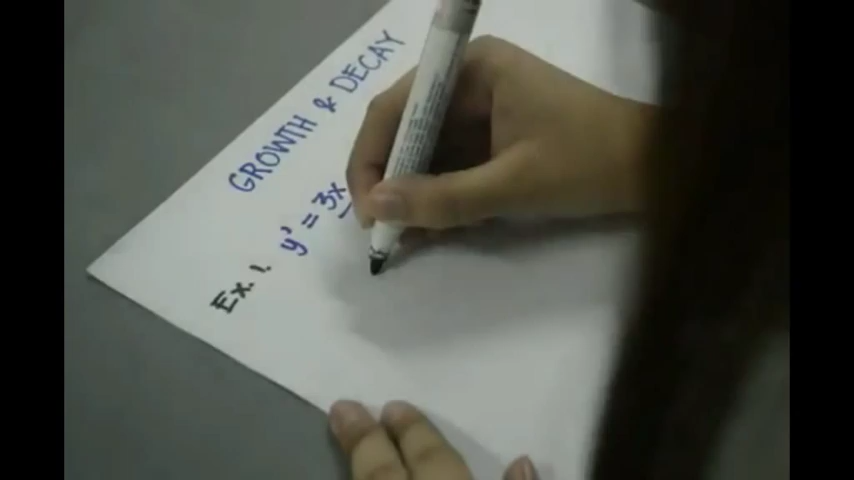 GROWTH & DECAY
Ex. 1. y' = 3x